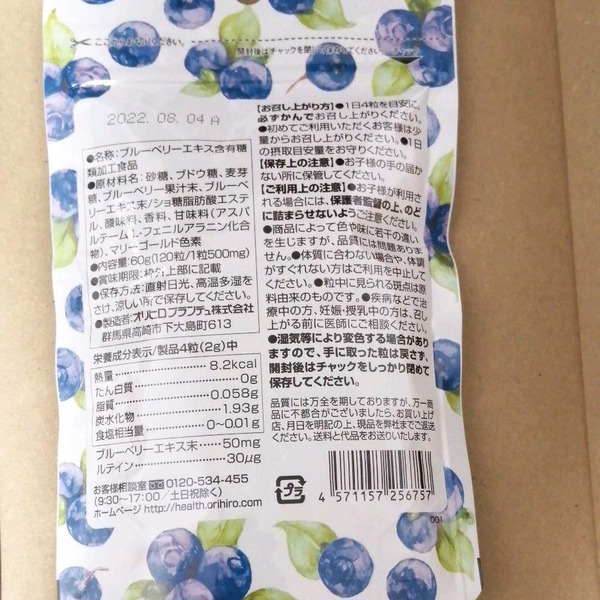 ここからお切りください。
開封後はチャックを閉じて保存してください。
2022.08.04A
●名称:ブルーベリーエキス含有糖
類加工食品
●原材料名:砂糖、ブドウ糖、麦芽
糖、ブルーベリー果汁末、ブルーベ
リーエキス末/ショ糖脂肪酸エステ
ル、酸味料、香料、甘味料(アスパ
ルテーム・L-フェニルアラニン化合
物)、マリーゴールド色素
●内容量:60g(120粒/1粒500mg)
●賞味期限:枠外上部に記載
●保存方法:直射日光、高温多湿を
さけ、涼しい所で保存してください。
●製造者:オリヒロプランデュ株式会社
群馬県高崎市下大島町613
栄養成分表示/製品4粒(2g)中
熱量 8.2kcal
たん白質 0g
脂質 0.058g
炭水化物 1.93g
食塩相当量 0~0.01g
ブルーベリーエキス末 50mg
ルテイン 30μg
お客様相談室 0120-534-455
(9:30~17:00/土日祝除く)
ホームページ http://health.orihiro.com
【お召し上がり方】●1日4粒を目安に、
必ずかんでお召し上がりください。
●初めてご利用いただくお客様は少
量からお召し上がりください。●1日
の摂取目安量をお守りください。
【保存上の注意】●お子様の手の届か
ない所に保管してください。
【ご利用上の注意】●お子様が利用さ
れる場合には、保護者監督の上、のど
に詰まらせないようご注意ください。
●商品によって色や味に若干の違い
を生じますが、品質には問題ありま
せん。●体質に合わない場合や、体調
がすぐれない方はご利用を中止して
ください。●粒中に見られる斑点は原
料由来のものです。●疾病などで治
療中の方、妊娠・授乳中の方は、召し
上がる前に医師にご相談ください。
●湿気等により変色する場合があり
ますので、手に取った粒は戻さず、
開封後はチャックをしっかり閉めて
保存してください。
品質には万全を期しておりますが、万一商
品に不都合がございましたら、お買い上げ
店、月日を明記の上、現品を弊社までご返送
ください。送料と代品をお送りいたします。
プラ
4 571157 256757
001